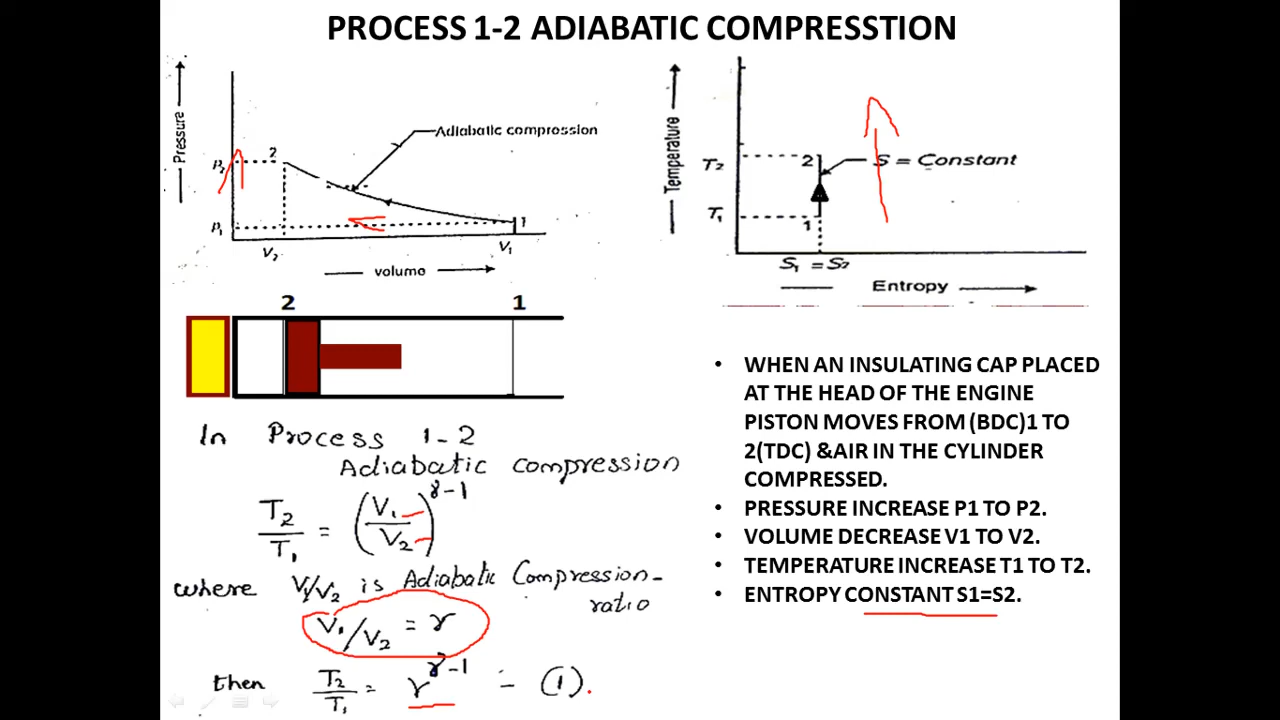 PROCESS 1-2 ADIABATIC COMPRESSTION
Pressure
Adiabatic compression
2
P2
P1
1
V2
V1
volume
Temperature
T2
2
S = Constant
T1
1
S1 = S2
Entropy
2
1
In Process 1-2
Adiabatic compression
T2/T1 = (V1/V2)^γ-1
where V1/V2 is Adiabatic Compression-
ratio
V1/V2 = r
then T2/T1 = r^γ-1 - (1).
• WHEN AN INSULATING CAP PLACED
AT THE HEAD OF THE ENGINE
PISTON MOVES FROM (BDC)1 TO
2(TDC) &AIR IN THE CYLINDER
COMPRESSED.
• PRESSURE INCREASE P1 TO P2.
• VOLUME DECREASE V1 TO V2.
• TEMPERATURE INCREASE T1 TO T2.
• ENTROPY CONSTANT S1=S2.